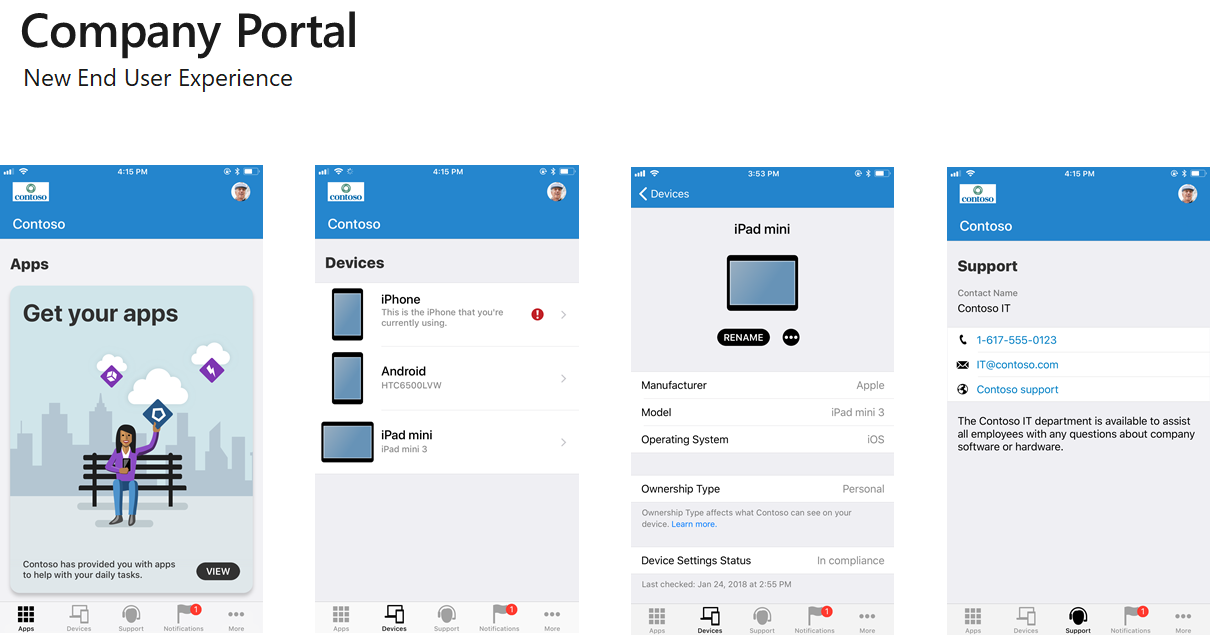 Company Portal
New End User Experience
4:15 PM
contoso
Contoso
Apps
Get your apps
Contoso has provided you with apps
to help with your daily tasks.
VIEW
1
Apps
Devices
Support
Notifications
More
4:15 PM
contoso
Contoso
Devices
iPhone
This is the iPhone that you're
currently using.
Android
HTC6500LVW
iPad mini
iPad mini 3
1
Apps
Devices
Support
Notifications
More
3:53 PM
Devices
iPad mini
RENAME
Manufacturer Apple
Model iPad mini 3
Operating System iOS
Ownership Type Personal
Ownership Type affects what Contoso can see on your
device. Learn more.
Device Settings Status In compliance
Last checked: Jan 24, 2018 at 2:55 PM
1
Apps
Devices
Support
Notifications
More
4:15 PM
contoso
Contoso
Support
Contact Name
Contoso IT
1-617-555-0123
IT@contoso.com
Contoso support
The Contoso IT department is available to assist
all employees with any questions about company
software or hardware.
1
Apps
Devices
Support
Notifications
More